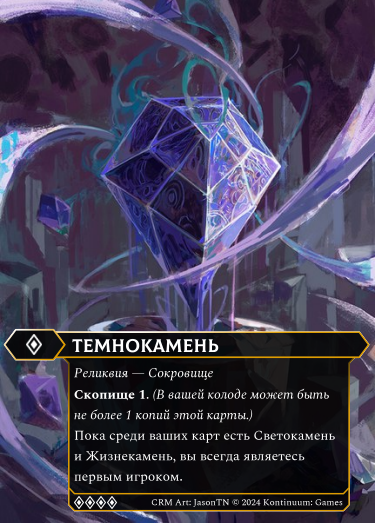 ТЕМНОКАМЕНЬ
Реликвия — Сокровище
Скопище 1. (В вашей колоде может быть
не более 1 копий этой карты.)
Пока среди ваших карт есть Светокамень
и Жизнекамень, вы всегда являетесь
первым игроком.
CRM Art: JasonTN © 2024 Kontinuum: Games